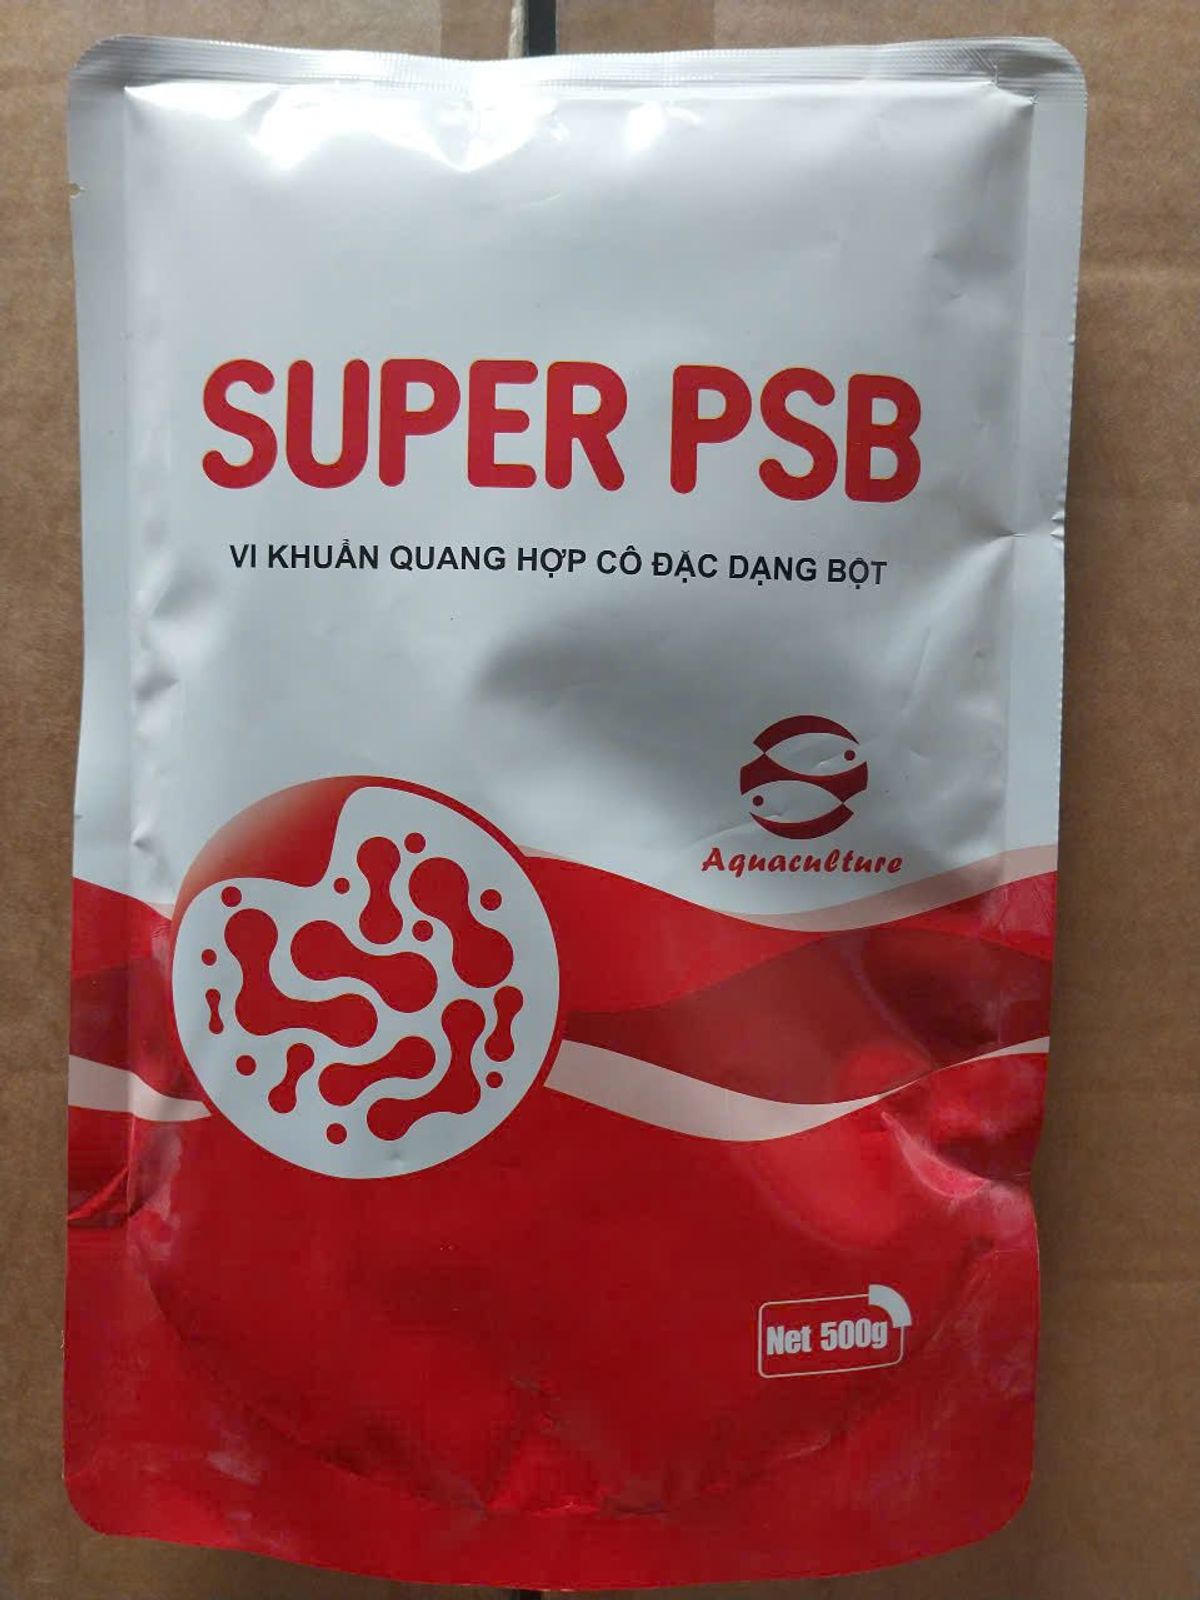 SUPER PSB
VI KHUẨN QUANG HỢP CÔ ĐẶC DẠNG BỘT
Aquaculture
Net 500g